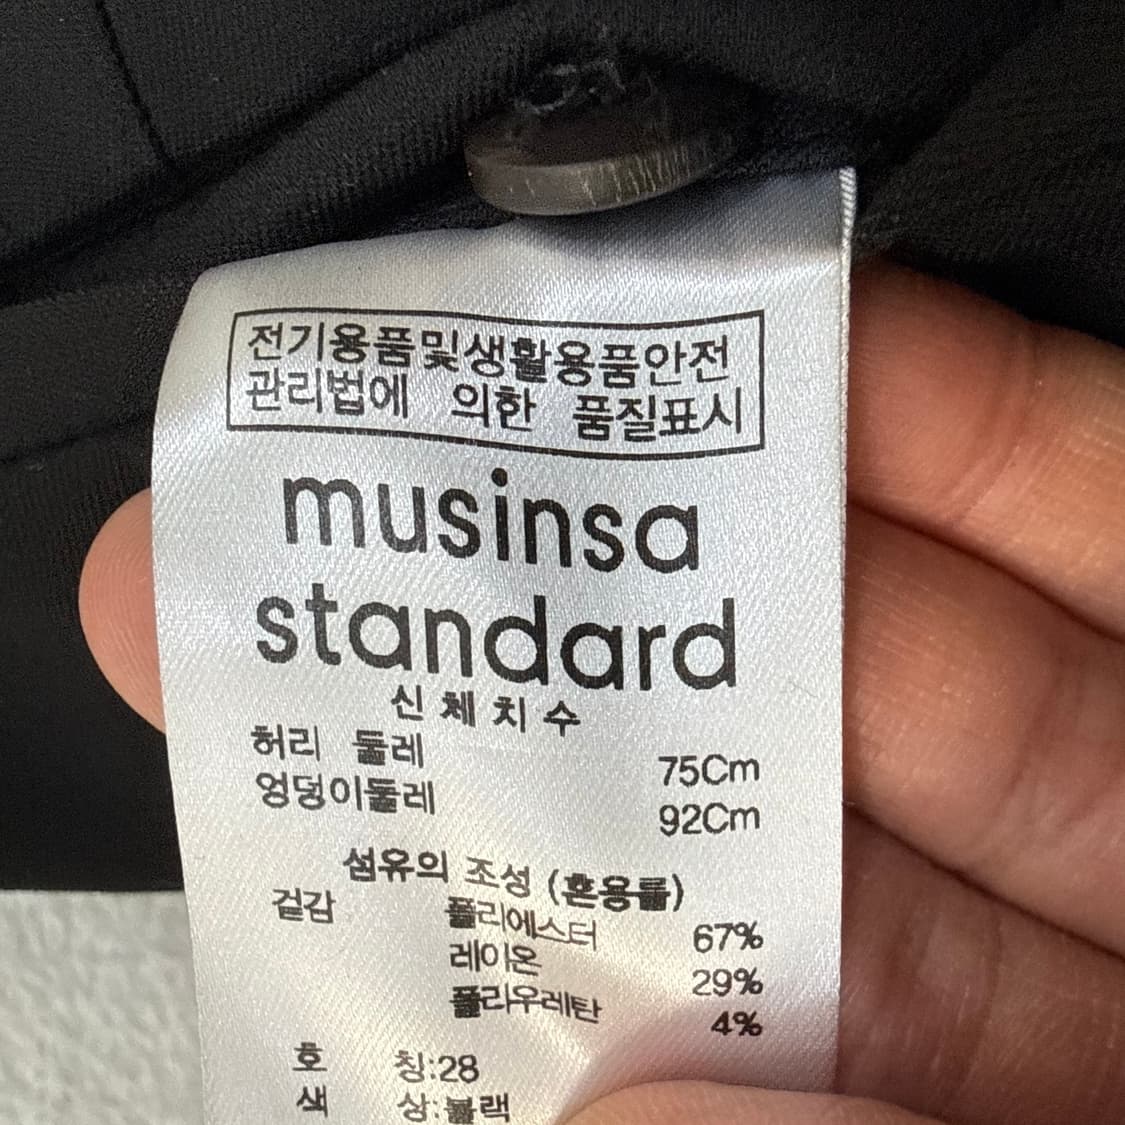 전기용품및생활용품안전
관리법에 의한 품질표시
musinsa
standard
신체치수
허리 둘레 75Cm
엉덩이둘레 92Cm
섬유의 조성 (혼용률)
겉감 폴리에스터 67%
레이온 29%
폴리우레탄 4%
호 칭:28
색 상:블랙